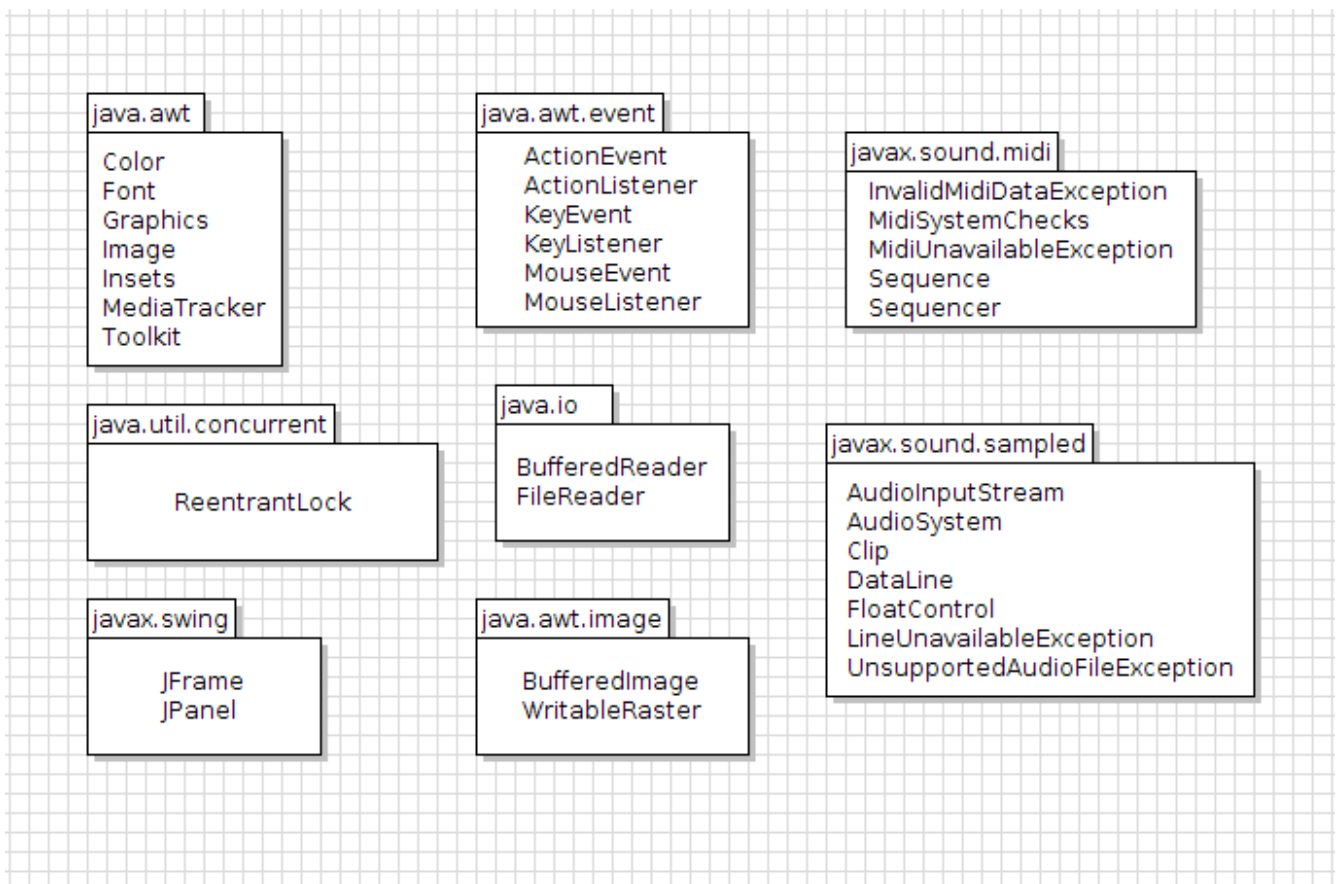 java.awt
Color
Font
Graphics
Image
Insets
MediaTracker
Toolkit
java.awt.event
ActionEvent
ActionListener
KeyEvent
KeyListener
MouseEvent
MouseListener
javax.sound.midi
InvalidMidiDataException
MidiSystemChecks
MidiUnavailableException
Sequence
Sequencer
java.util.concurrent
ReentrantLock
java.io
BufferedReader
FileReader
javax.sound.sampled
AudioInputStream
AudioSystem
Clip
DataLine
FloatControl
LineUnavailableException
UnsupportedAudioFileException
javax.swing
JFrame
JPanel
java.awt.image
BufferedImage
WritableRaster